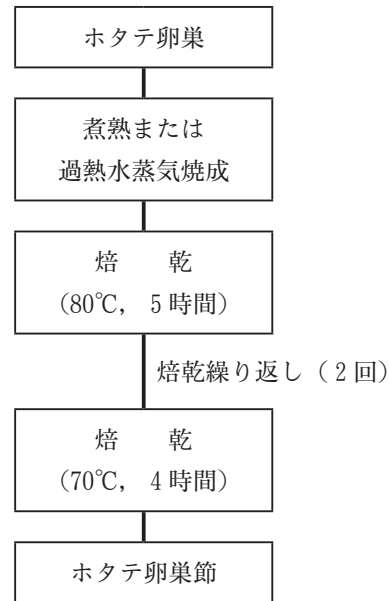 ホタテ卵巣
煮熟または
過熱水蒸気焼成
焙　　乾
（80℃， 5 時間）
焙乾繰り返し（ 2 回）
焙　　乾
（70℃， 4 時間）
ホタテ卵巣節